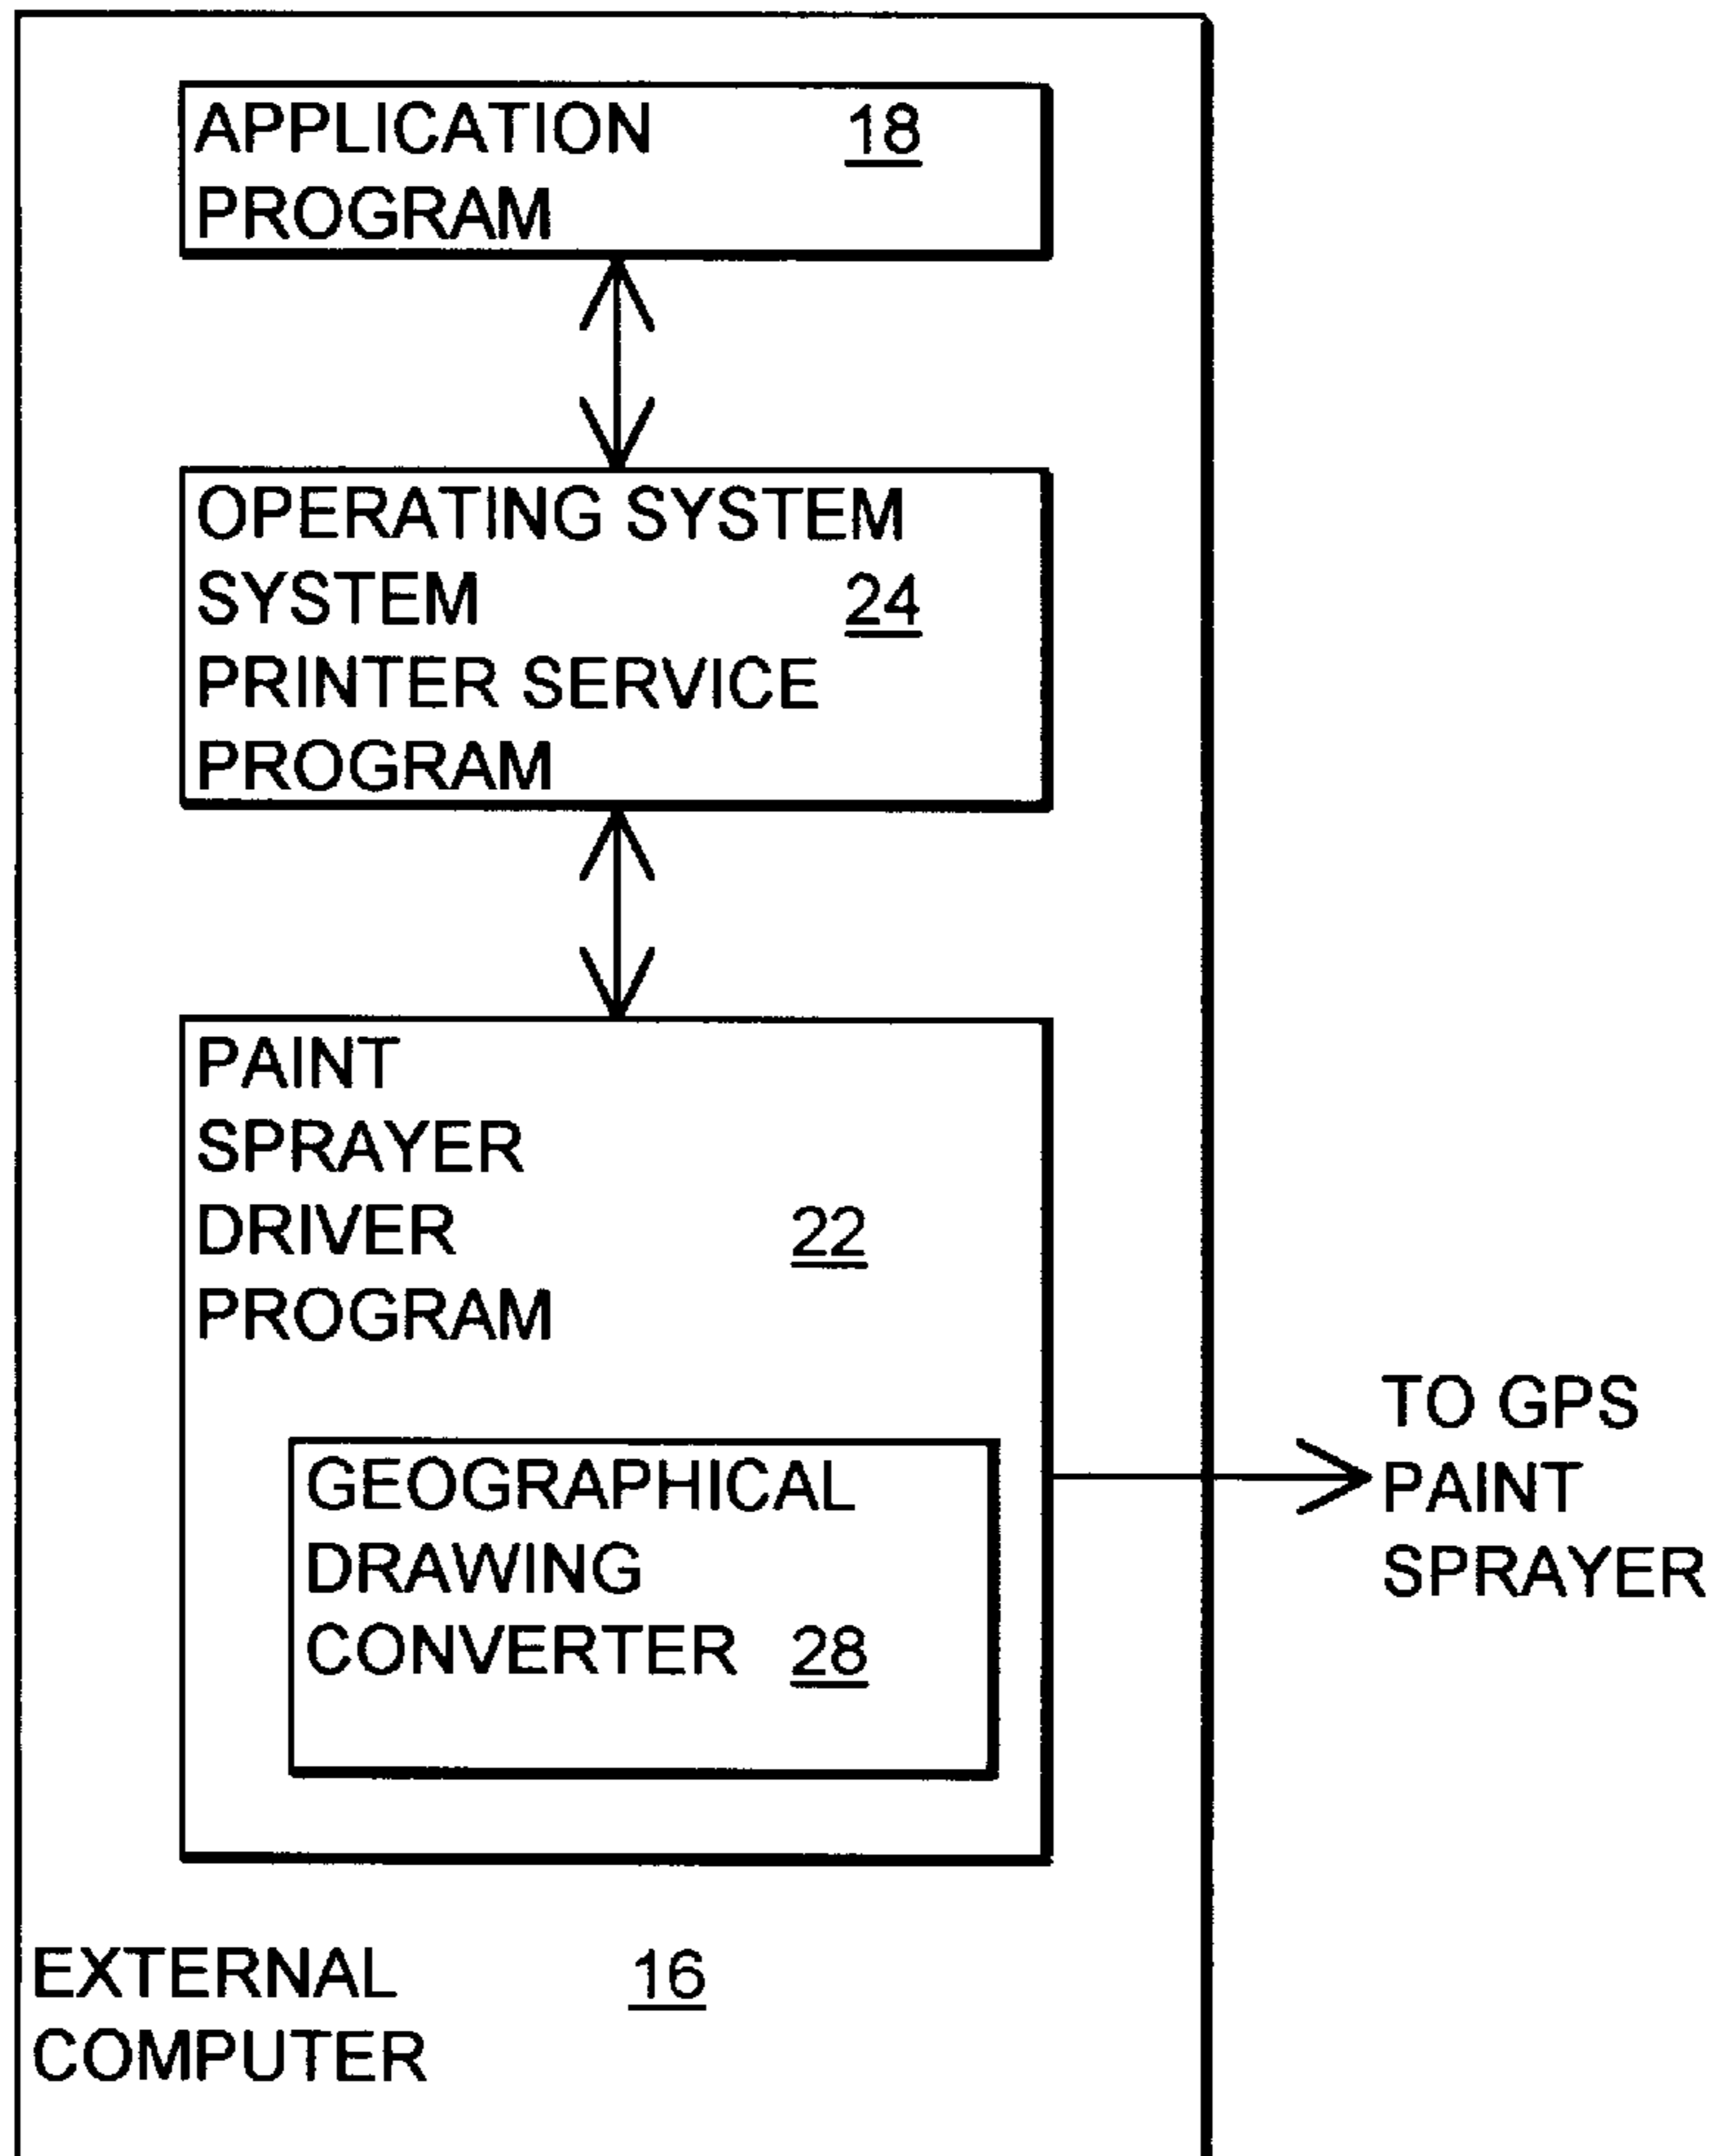 APPLICATION 18
PROGRAM
OPERATING SYSTEM
SYSTEM 24
PRINTER SERVICE
PROGRAM
PAINT
SPRAYER
DRIVER 22
PROGRAM
GEOGRAPHICAL
DRAWING
CONVERTER 28
TO GPS
PAINT
SPRAYER
EXTERNAL 16
COMPUTER